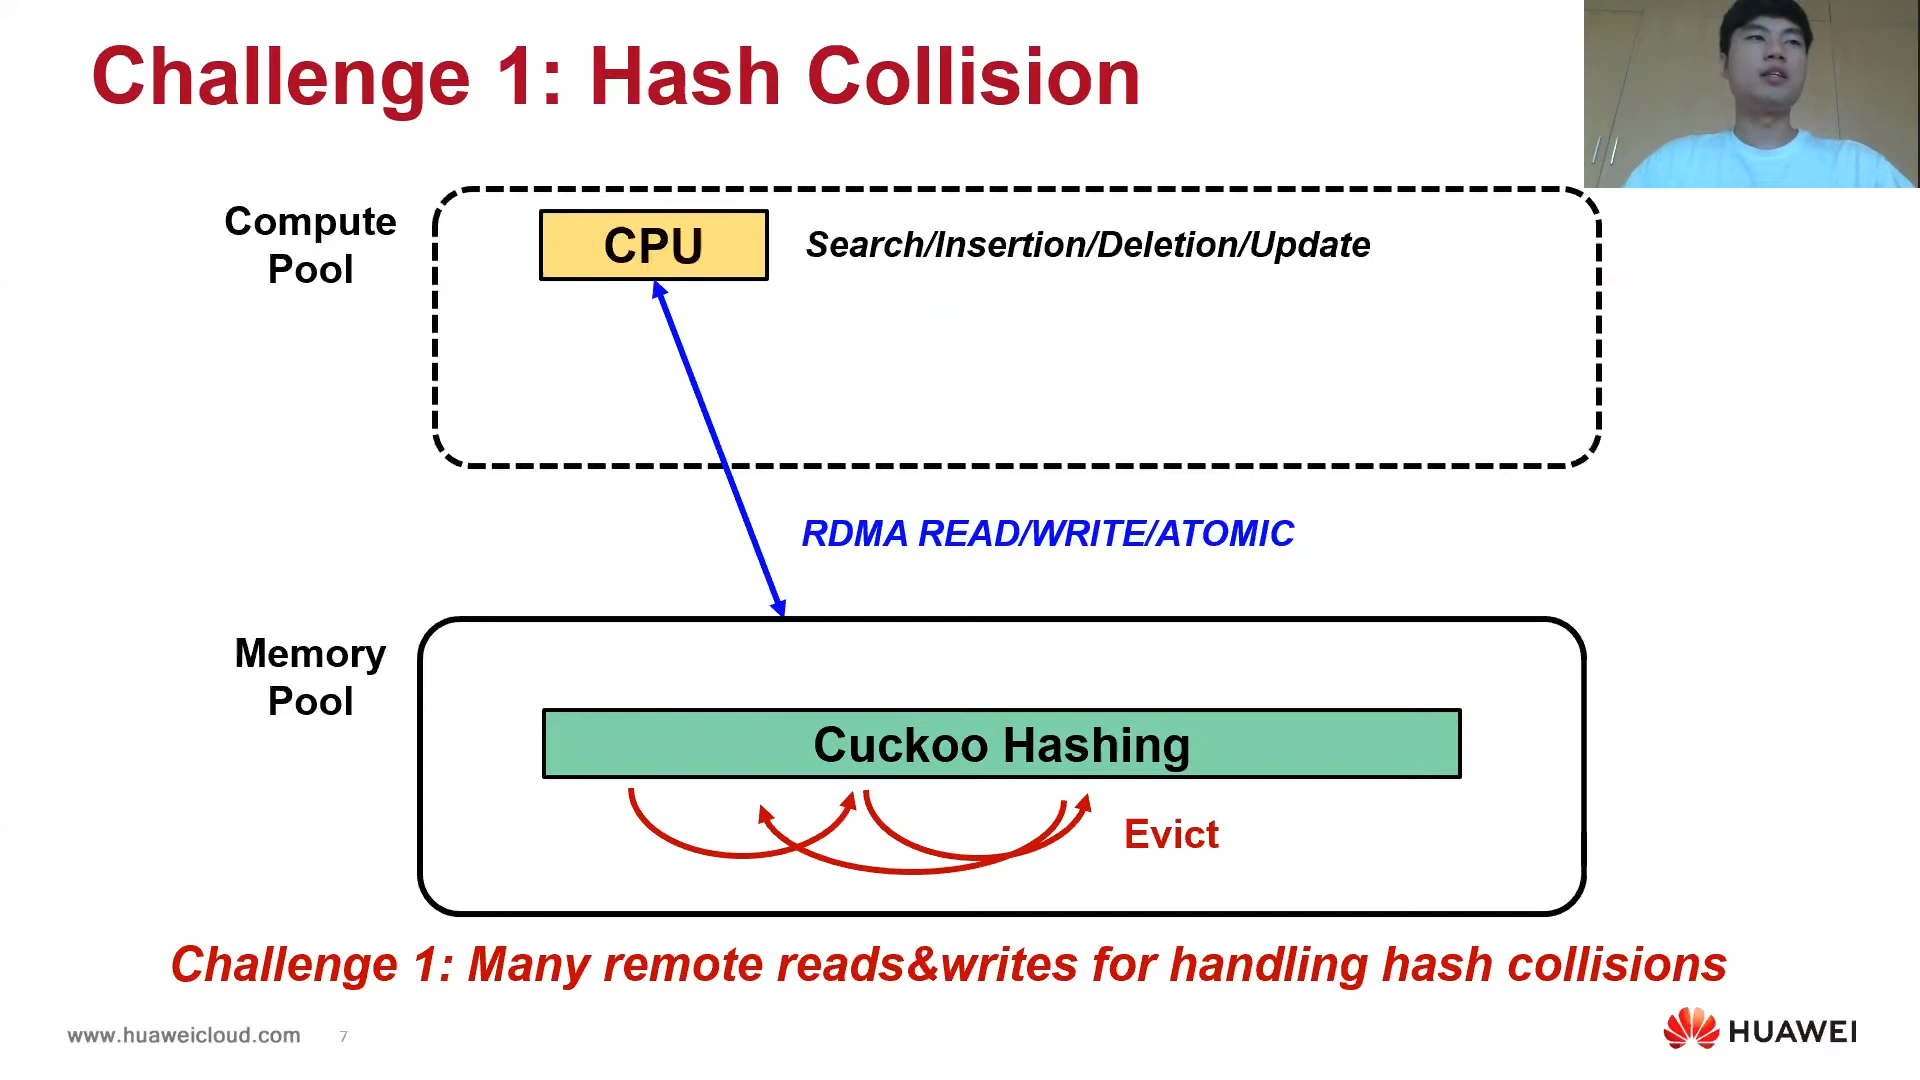 Challenge 1: Hash Collision
Compute
Pool
CPU
Search/Insertion/Deletion/Update
RDMA READ/WRITE/ATOMIC
Memory
Pool
Cuckoo Hashing
Evict
Challenge 1: Many remote reads&writes for handling hash collisions
www.huaweicloud.com
7
HUAWEI